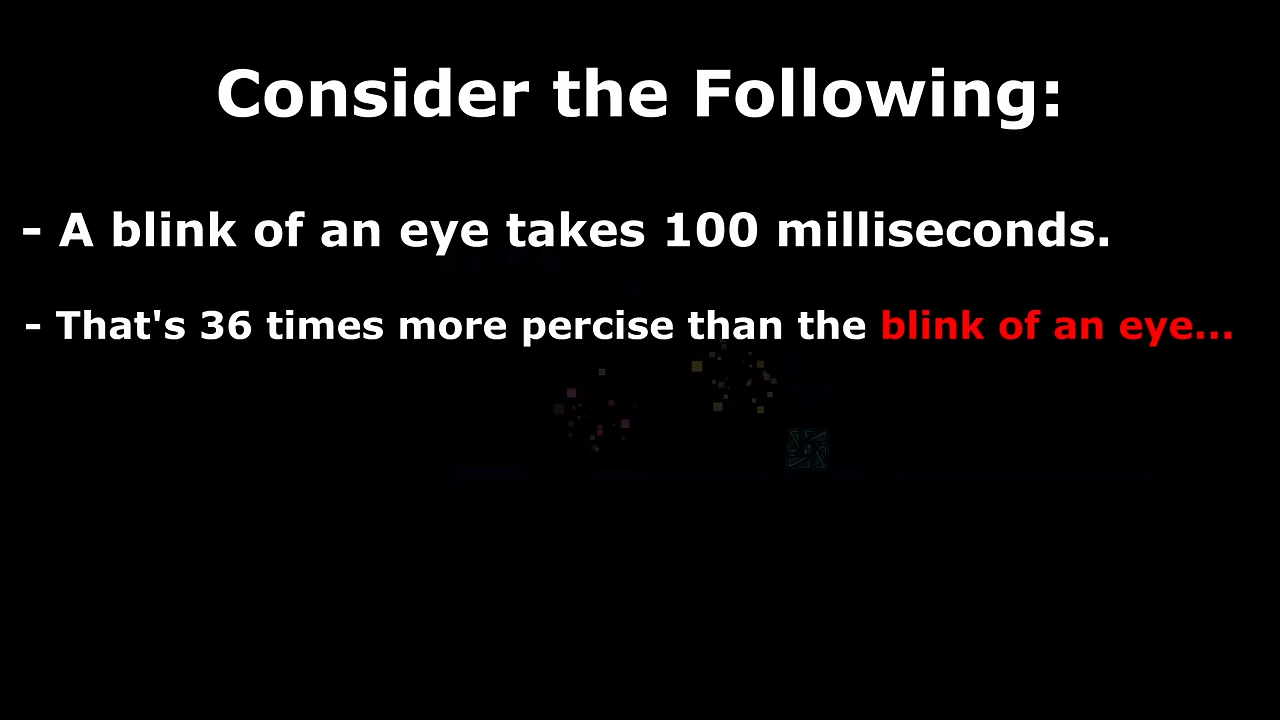 Consider the Following:
- A blink of an eye takes 100 milliseconds.
- That's 36 times more percise than the blink of an eye...